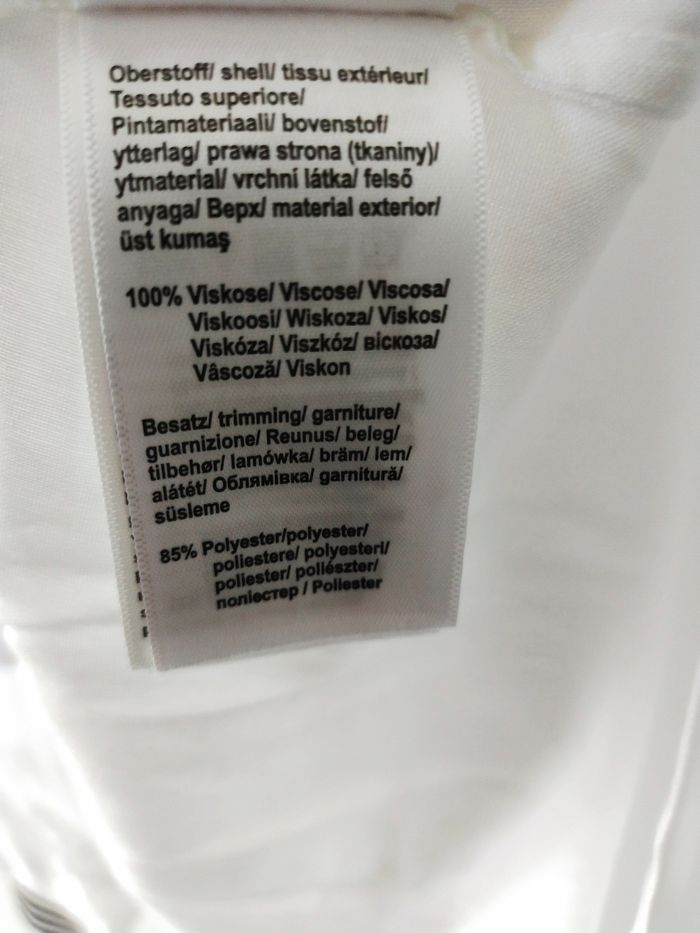 Oberstoff/ shell/ tissu extérieur/
Tessuto superiore/
Pintamateriaali/ bovenstof/
ytterlag/ prawa strona (tkaniny)/
ytmaterial/ vrchní látka/ felső
anyaga/ Верх/ material exterior/
üst kumaş
100% Viskose/ Viscose/ Viscosa/
Viskoosi/ Wiskoza/ Viskos/
Viskóza/ Viszkóz/ віскоза/
Vâscoză/ Viskon
Besatz/ trimming/ garniture/
guarnizione/ Reunus/ beleg/
tilbehør/ lamówka/ bräm/ lem/
alátét/ Облямівка/ garnitură/
süsleme
85% Polyester/polyester/
poliestere/ polyesteri/
poliester/ poliészter/
поліестер / Poliester